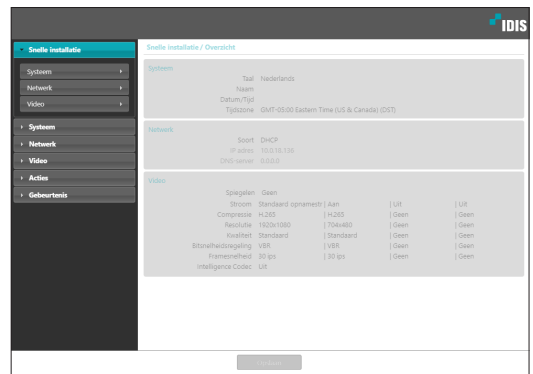 IDIS
Snelle installatie
Systeem
Netwerk
Video
Systeem
Netwerk
Video
Acties
Gebeurtenis
Snelle installatie / Overzicht
Systeem
Taal Nederlands
Naam
Datum/Tijd
Tijdszone GMT-05:00 Eastern Time (US & Canada) (DST)
Netwerk
Soort DHCP
IP adres 10.0.18.136
DNS-server 0.0.0.0
Video
Spiegelen Geen
Stroom Standaard opnamestr | Aan | Uit | Uit
Compressie H.265 | H.265 | Geen | Geen
Resolutie 1920x1080 | 704x480 | Geen | Geen
Kwaliteit Standaard | Standaard | Geen | Geen
Bitsnelheidsregeling VBR | VBR | Geen | Geen
Framesnelheid 30 ips | 30 ips | Geen | Geen
Intelligence Codec Uit